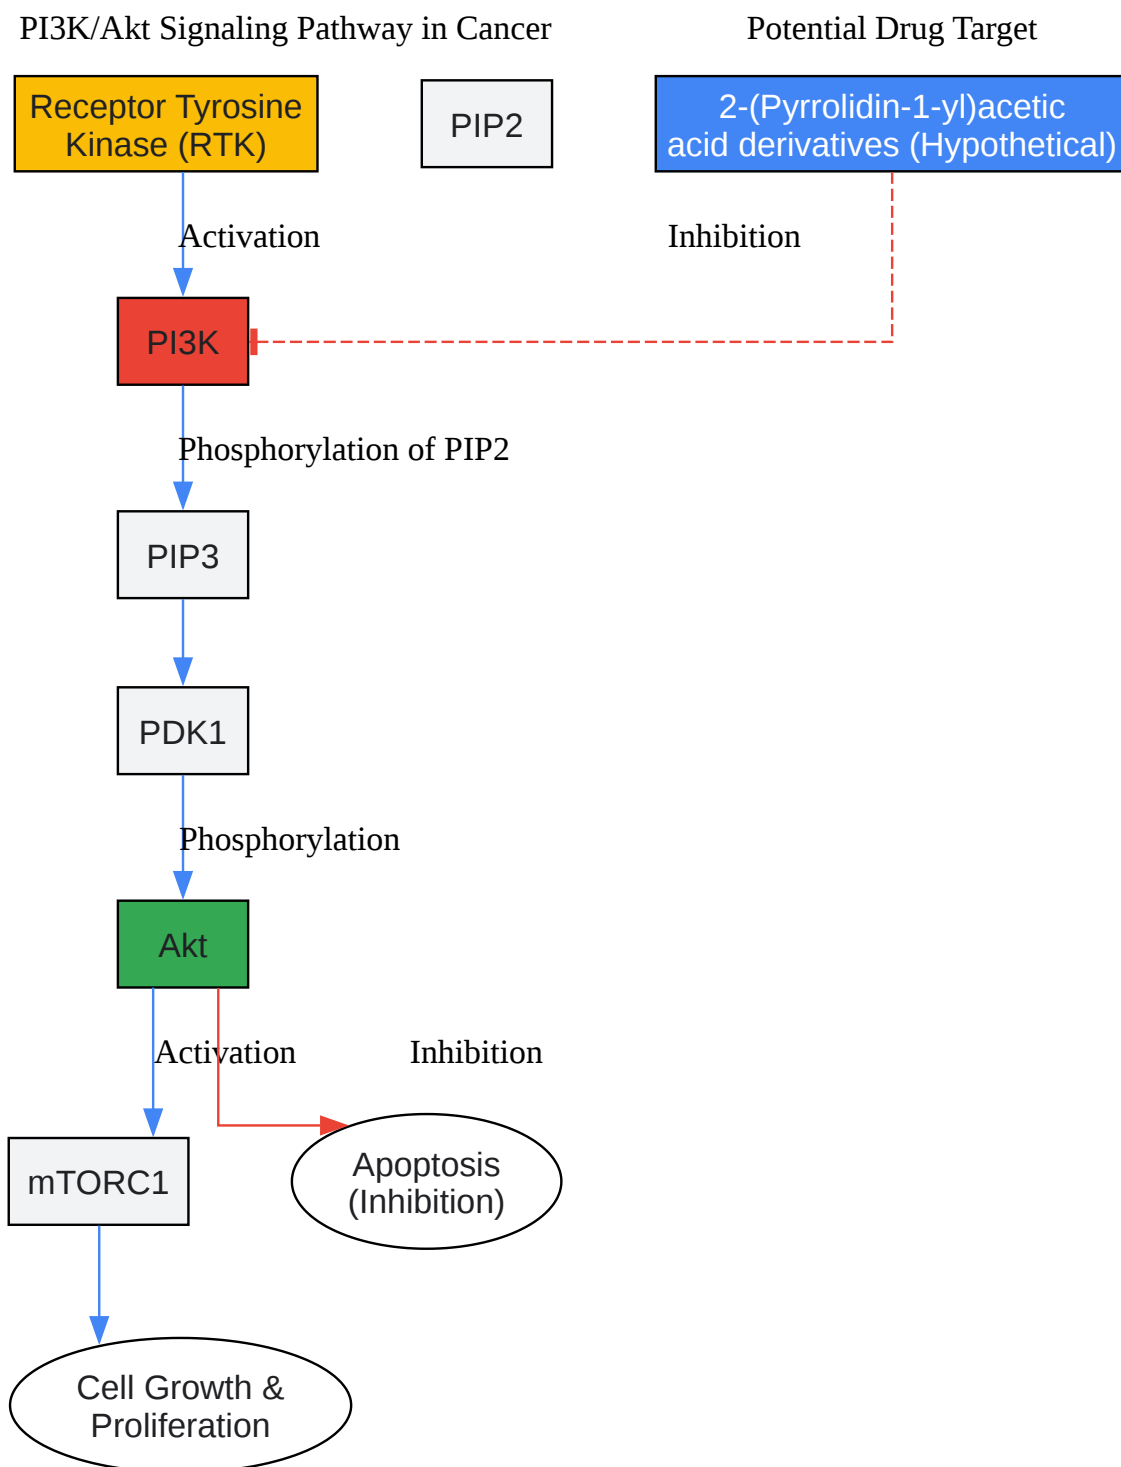 PI3K/Akt Signaling Pathway in Cancer
Potential Drug Target
Receptor Tyrosine
Kinase (RTK)
PIP2
2-(Pyrrolidin-1-yl)acetic
acid derivatives (Hypothetical)
Activation
Inhibition
PI3K
Phosphorylation of PIP2
PIP3
PDK1
Phosphorylation
Akt
Activation
Inhibition
mTORC1
Apoptosis
(Inhibition)
Cell Growth &
Proliferation